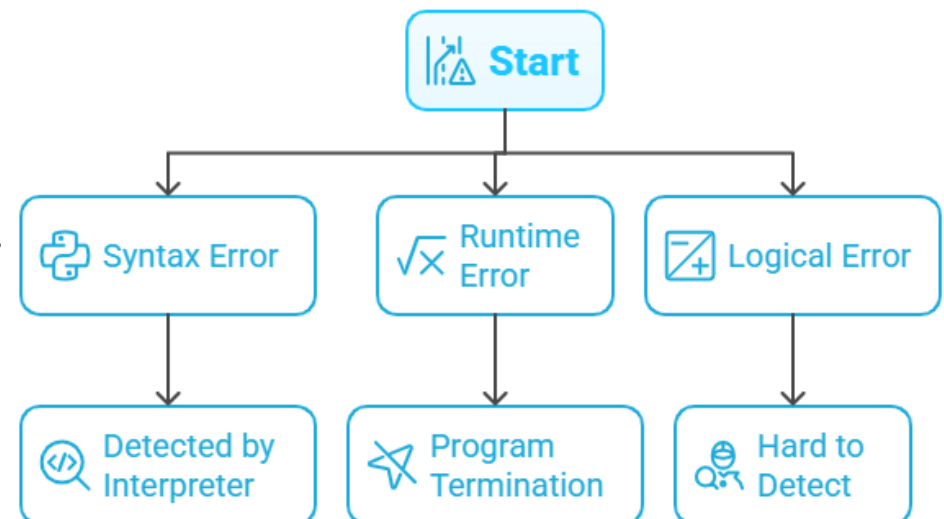 Start
Syntax Error
Runtime
Error
Logical Error
Detected by
Interpreter
Program
Termination
Hard to
Detect